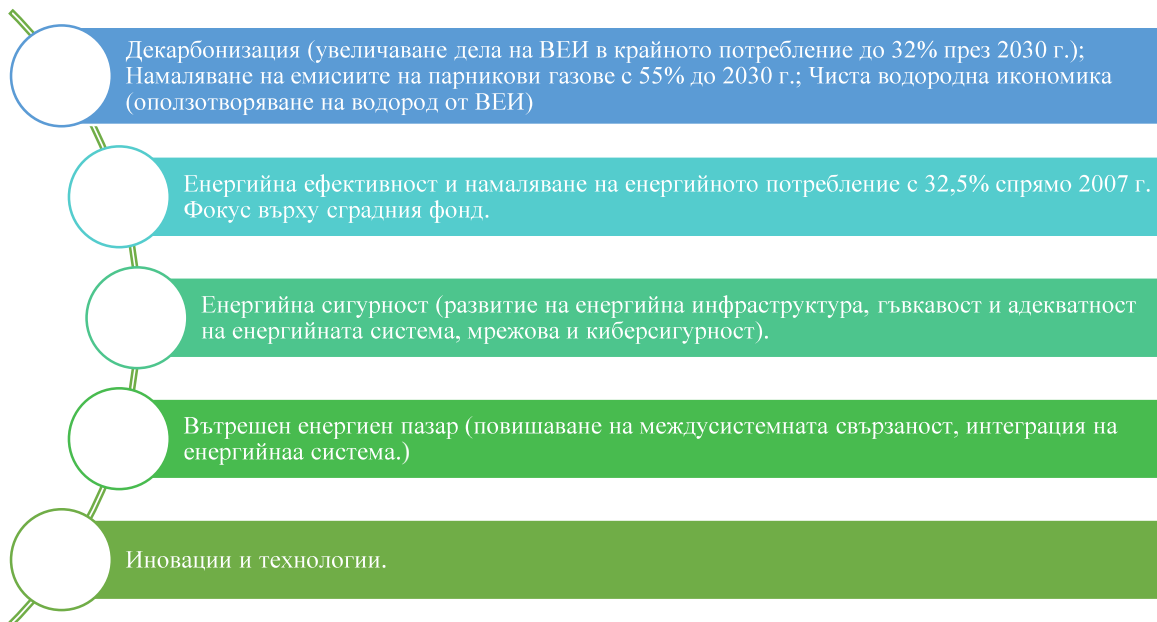 Декарбонизация (увеличаване дела на ВЕИ в крайното потребление до 32% през 2030 г.);
Намаляване на емисиите на парникови газове с 55% до 2030 г.; Чиста водородна икономика
(оползотворяване на водород от ВЕИ)
Енергийна ефективност и намаляване на енергийното потребление с 32,5% спрямо 2007 г.
Фокус върху сградния фонд.
Енергийна сигурност (развитие на енергийна инфраструктура, гъвкавост и адекватност
на енергийната система, мрежова и киберсигурност).
Вътрешен енергиен пазар (повишаване на междусистемната свързаност, интеграция на
енергийнаа система.)
Иновации и технологии.